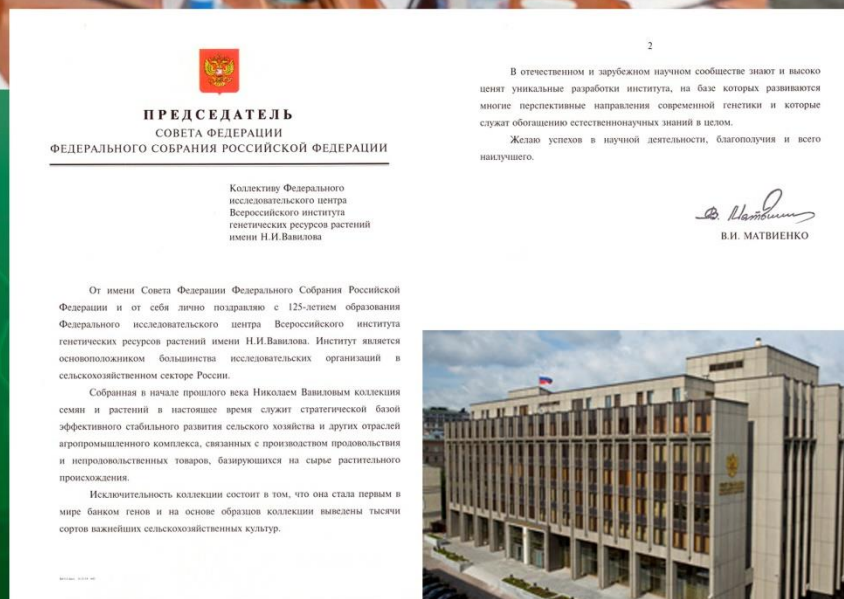 ПРЕДСЕДАТЕЛЬ
СОВЕТА ФЕДЕРАЦИИ
ФЕДЕРАЛЬНОГО СОБРАНИЯ РОССИЙСКОЙ ФЕДЕРАЦИИ
Коллективу Федерального
исследовательского центра
Всероссийского института
генетических ресурсов растений
имени Н.И.Вавилова
От имени Совета Федерации Федерального Собрания Российской
Федерации и от себя лично поздравляю с 125-летием образования
Федерального исследовательского центра Всероссийского института
генетических ресурсов растений имени Н.И.Вавилова. Институт является
основоположником большинства исследовательских организаций в
сельскохозяйственном секторе России.
Собранная в начале прошлого века Николаем Вавиловым коллекция
семян и растений в настоящее время служит стратегической базой
эффективного стабильного развития сельского хозяйства и других отраслей
агропромышленного комплекса, связанных с производством продовольствия
и непродовольственных товаров, базирующихся на сырье растительного
происхождения.
Исключительность коллекции состоит в том, что она стала первым в
мире банком генов и на основе образцов коллекции выведены тысячи
сортов важнейших сельскохозяйственных культур.
2
В отечественном и зарубежном научном сообществе знают и высоко
ценят уникальные разработки института, на базе которых развиваются
многие перспективные направления современной генетики и которые
служат обогащению естественнонаучных знаний в целом.
Желаю успехов в научной деятельности, благополучия и всего
наилучшего.
В. Матвиенко
В.И. МАТВИЕНКО